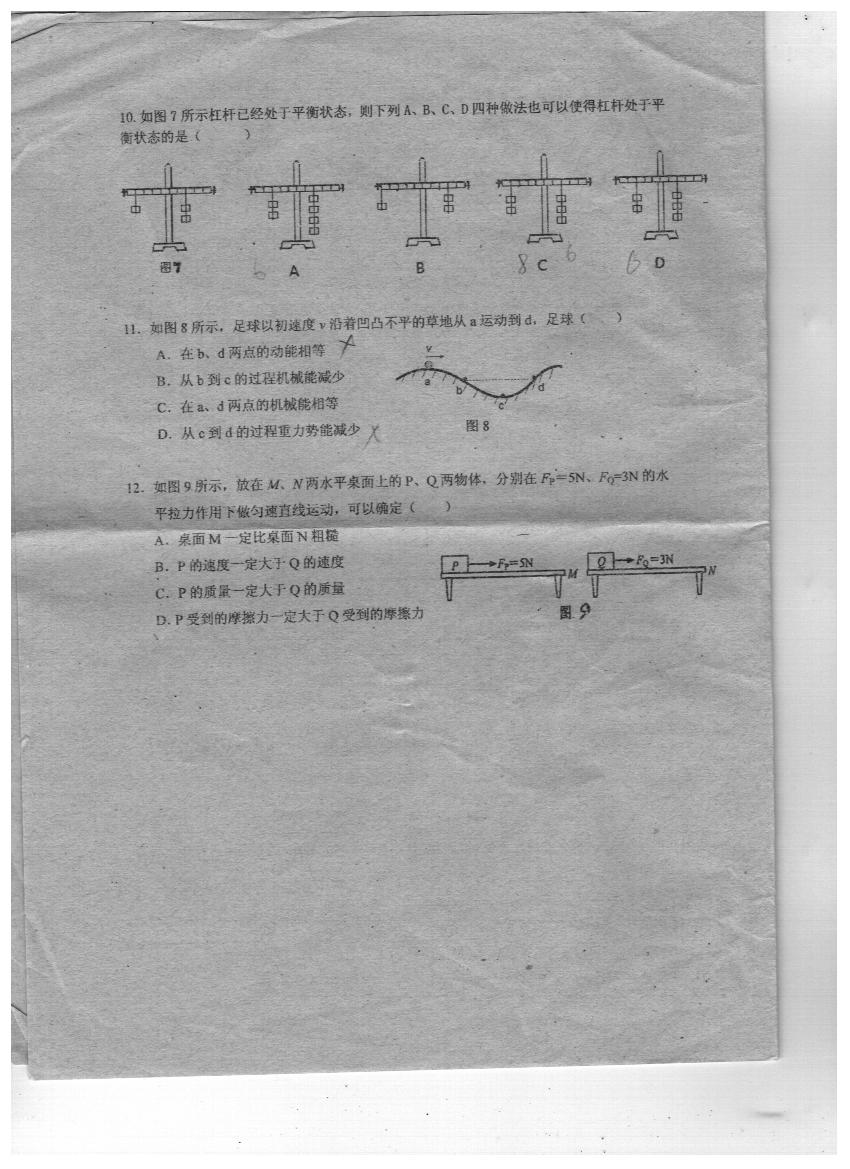 10. 如图 7 所示杠杆已经处于平衡状态，则下列 A、B、C、D 四种做法也可以使得杠杆处于平
衡状态的是（ ）
图7 6 A B 8 C 6 6 D
11．如图 8 所示，足球以初速度 v 沿着凹凸不平的草地从 a 运动到 d，足球（ ）
A．在 b、d 两点的动能相等 ×
B．从 b 到 c 的过程机械能减少
C．在 a、d 两点的机械能相等
D．从 c 到 d 的过程重力势能减少 ×
v
a
b
c
d
图 8
12．如图 9 所示，放在 M、N 两水平桌面上的 P、Q 两物体，分别在 FP＝5N、FQ=3N 的水
平拉力作用下做匀速直线运动，可以确定（ ）
A．桌面 M 一定比桌面 N 粗糙
B．P 的速度一定大于 Q 的速度
C．P 的质量一定大于 Q 的质量
D. P 受到的摩擦力一定大于 Q 受到的摩擦力
P FP=5N M Q FQ=3N N
图 9